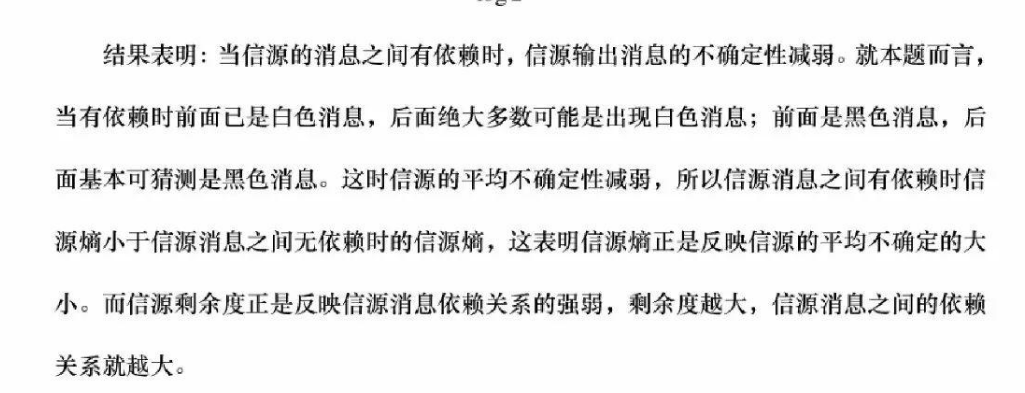 结果表明：当信源的消息之间有依赖时，信源输出消息的不确定性减弱。就本题而言，
当有依赖时前面已是白色消息，后面绝大多数可能是出现白色消息；前面是黑色消息，后
面基本可猜测是黑色消息。这时信源的平均不确定性减弱，所以信源消息之间有依赖时信
源熵小于信源消息之间无依赖时的信源熵，这表明信源熵正是反映信源的平均不确定的大
小。而信源剩余度正是反映信源消息依赖关系的强弱，剩余度越大，信源消息之间的依赖
关系就越大。